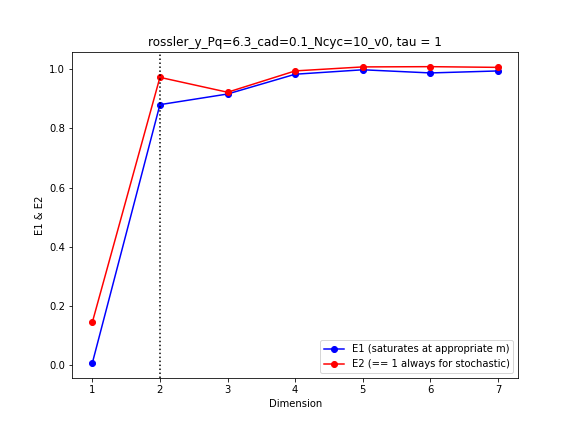 rossler_y_Pq=6.3_cad=0.1_Ncyc=10_v0, tau = 1
1.0
0.8
0.6
0.4
0.2
0.0
E1 & E2
E1 (saturates at appropriate m)
E2 (== 1 always for stochastic)
1 2 3 4 5 6 7
Dimension